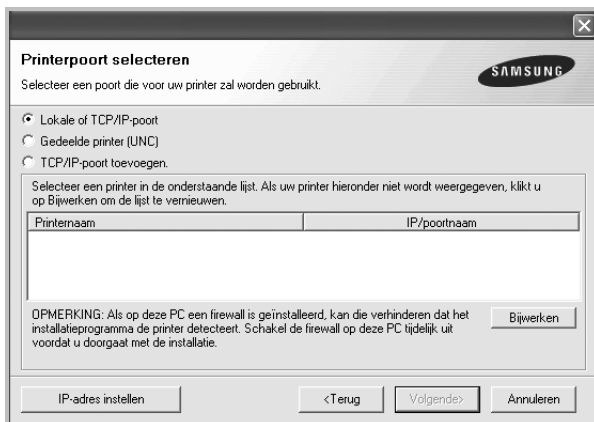 Printerpoort selecteren
Selecteer een poort die voor uw printer zal worden gebruikt.
SAMSUNG
Lokale of TCP/IP-poort
Gedeelde printer (UNC)
TCP/IP-poort toevoegen.
Selecteer een printer in de onderstaande lijst. Als uw printer hieronder niet wordt weergegeven, klikt u
op Bijwerken om de lijst te vernieuwen.
Printernaam IP/poortnaam
OPMERKING: Als op deze PC een firewall is geïnstalleerd, kan die verhinderen dat het
installatieprogramma de printer detecteert. Schakel de firewall op deze PC tijdelijk uit
voordat u doorgaat met de installatie.
Bijwerken
IP-adres instellen <Terug Volgende> Annuleren